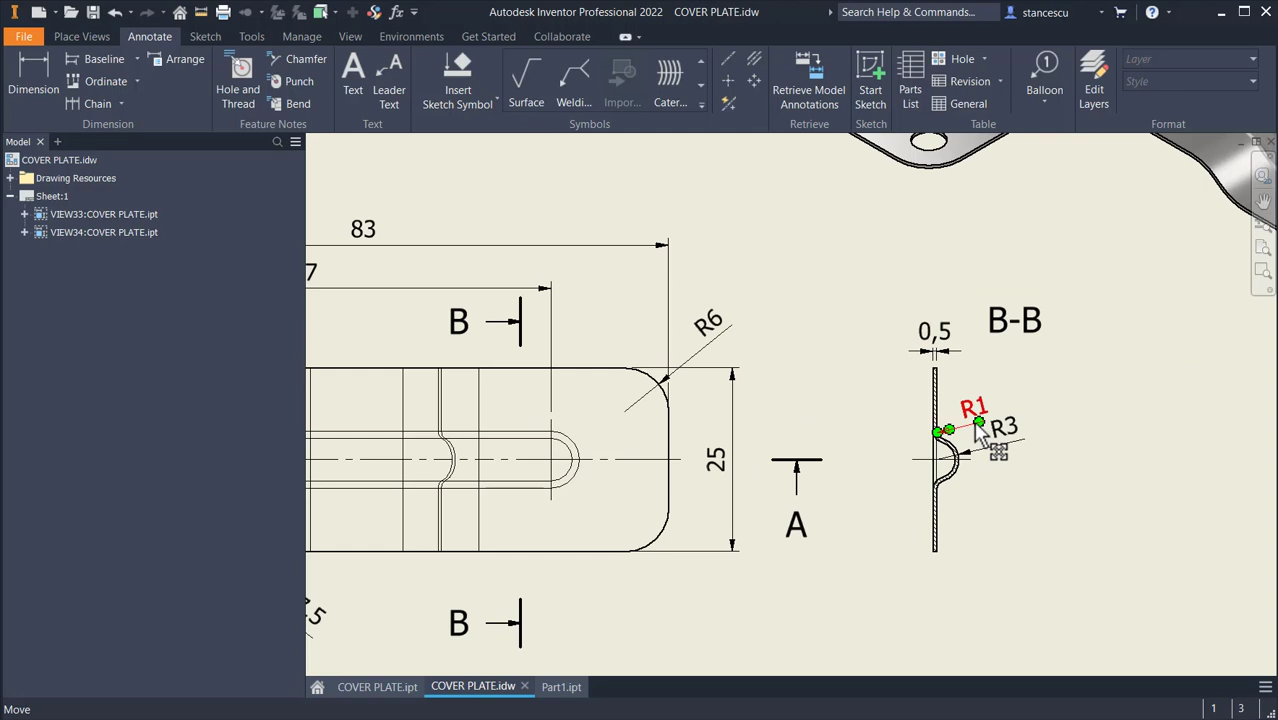 Autodesk Inventor Professional 2022 COVER PLATE.idw
Search Help & Commands...
stancescu
File Place Views Annotate Sketch Tools Manage View Environments Get Started Collaborate
Dimension
Baseline
Ordinate
Chain
Arrange
Dimension
Hole and Thread
Chamfer
Punch
Bend
Feature Notes
Text
Leader Text
Text
Insert Sketch Symbol
Surface
Weldi...
Impor...
Cater...
Symbols
Retrieve Model Annotations
Retrieve
Start Sketch
Sketch
Parts List
Hole
Revision
General
Table
Balloon
Edit Layers
Layer
Style
Format
Model
COVER PLATE.idw
Drawing Resources
Sheet:1
VIEW33:COVER PLATE.ipt
VIEW34:COVER PLATE.ipt
83
7
B
R6
25
A
B
B-B
0,5
R1
R3
COVER PLATE.ipt COVER PLATE.idw Part1.ipt
Move
1 3